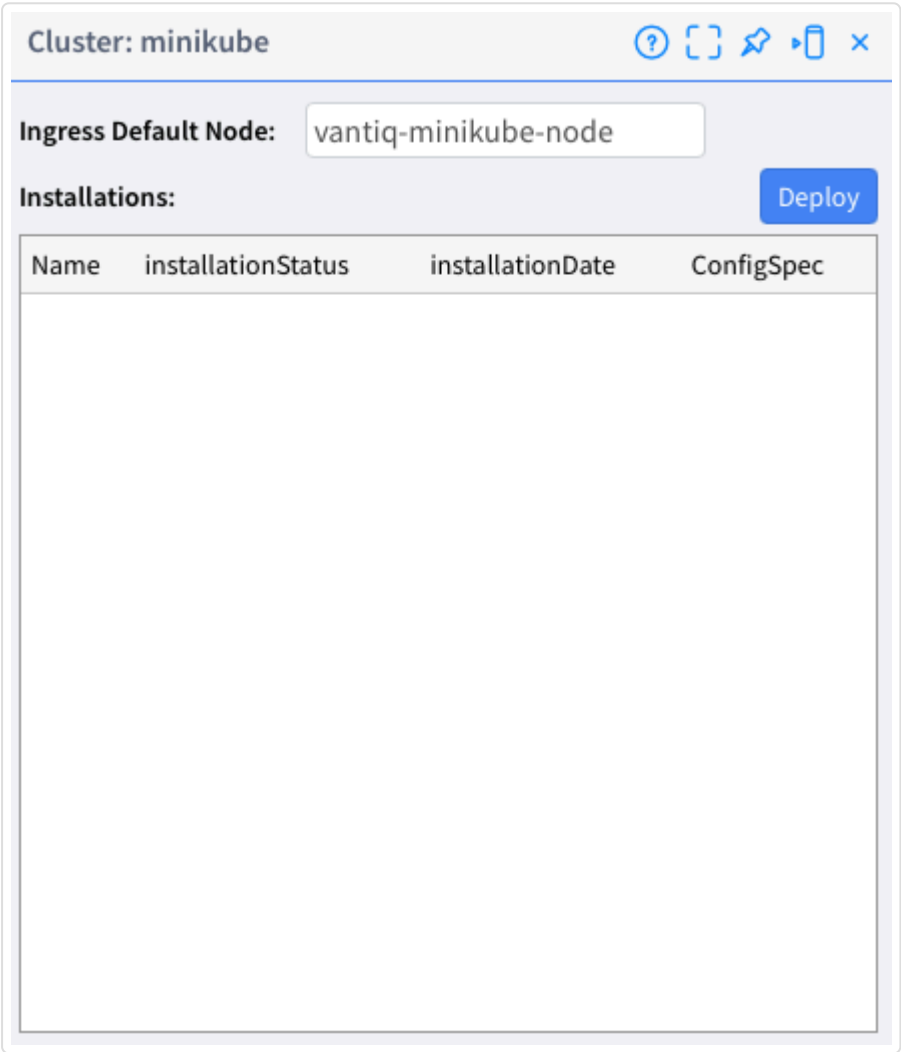 Cluster: minikube
Ingress Default Node: vantiq-minikube-node
Installations: Deploy
Name installationStatus installationDate ConfigSpec